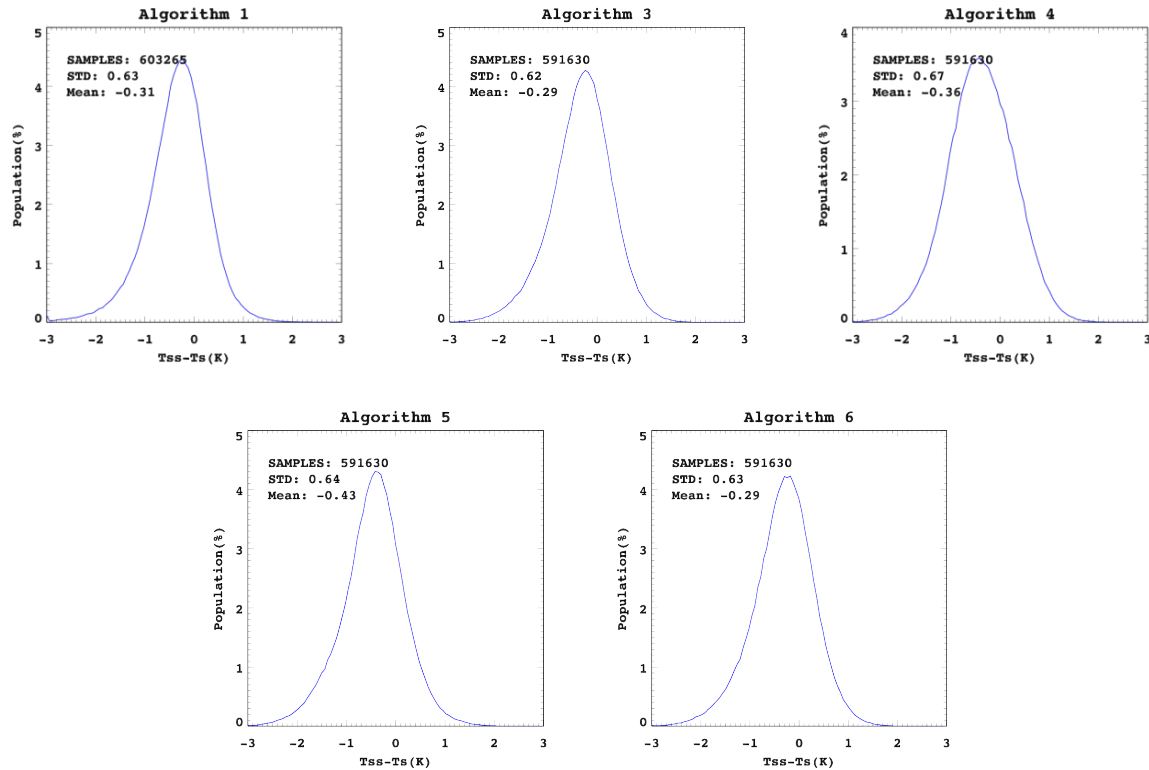 Algorithm 1
5
4
3
2
1
0
SAMPLES: 603265
STD: 0.63
Mean: -0.31
Population(%)
-3 -2 -1 0 1 2 3
Tss-Ts(K)
Algorithm 3
5
4
3
2
1
0
SAMPLES: 591630
STD: 0.62
Mean: -0.29
Population(%)
-3 -2 -1 0 1 2 3
Tss-Ts(K)
Algorithm 4
4
3
2
1
0
SAMPLES: 591630
STD: 0.67
Mean: -0.36
Population(%)
-3 -2 -1 0 1 2 3
Tss-Ts(K)
Algorithm 5
5
4
3
2
1
0
SAMPLES: 591630
STD: 0.64
Mean: -0.43
Population(%)
-3 -2 -1 0 1 2 3
Tss-Ts(K)
Algorithm 6
5
4
3
2
1
0
SAMPLES: 591630
STD: 0.63
Mean: -0.29
Population(%)
-3 -2 -1 0 1 2 3
Tss-Ts(K)